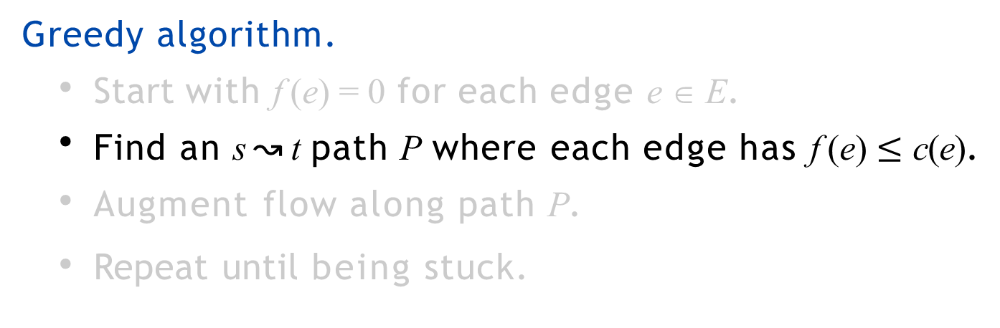 Greedy algorithm.
• Start with f (e) = 0 for each edge e ∈ E.
• Find an s↝t path P where each edge has f (e) ≤ c(e).
• Augment flow along path P.
• Repeat until being stuck.